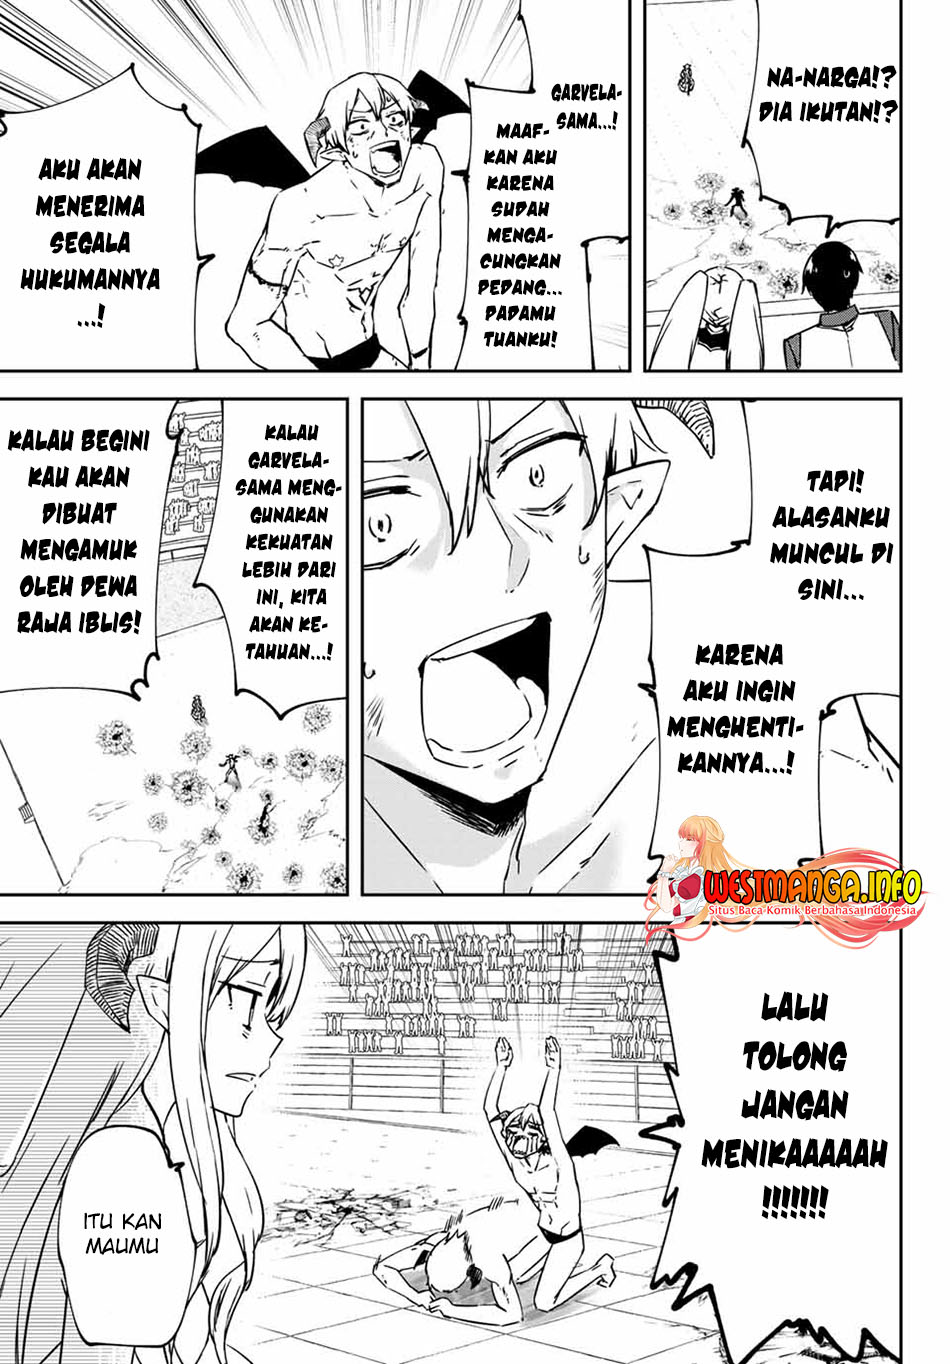 NA-NARGA!?
DIA IKUTAN!?
GARVELA-
SAMA...!
MAAF-
KAN AKU
KARENA
SUDAH
MENGA-
CUNGKAN
PEDANG...
PADAMU
TUANKU!
AKU AKAN
MENERIMA
SEGALA
HUKUMANNYA
...!
TAPI!
ALASANKU
MUNCUL DI
SINI...
KARENA
AKU INGIN
MENGHENTI-
KANNYA...!
KALAU
GARVELA-
SAMA MENG-
GUNAKAN
KEKUATAN
LEBIH DARI
INI, KITA
AKAN KE-
TAHUAN...!
KALAU BEGINI
KAU AKAN
DIBUAT
MENGAMUK
OLEH DEWA
RAJA IBLIS!
WESTMANGA.INFO
Situs Baca Komik Berbahasa Indonesia
LALU
TOLONG
JANGAN
MENIKAAAAAH
!!!!!!!
ITU KAN
MAUMU